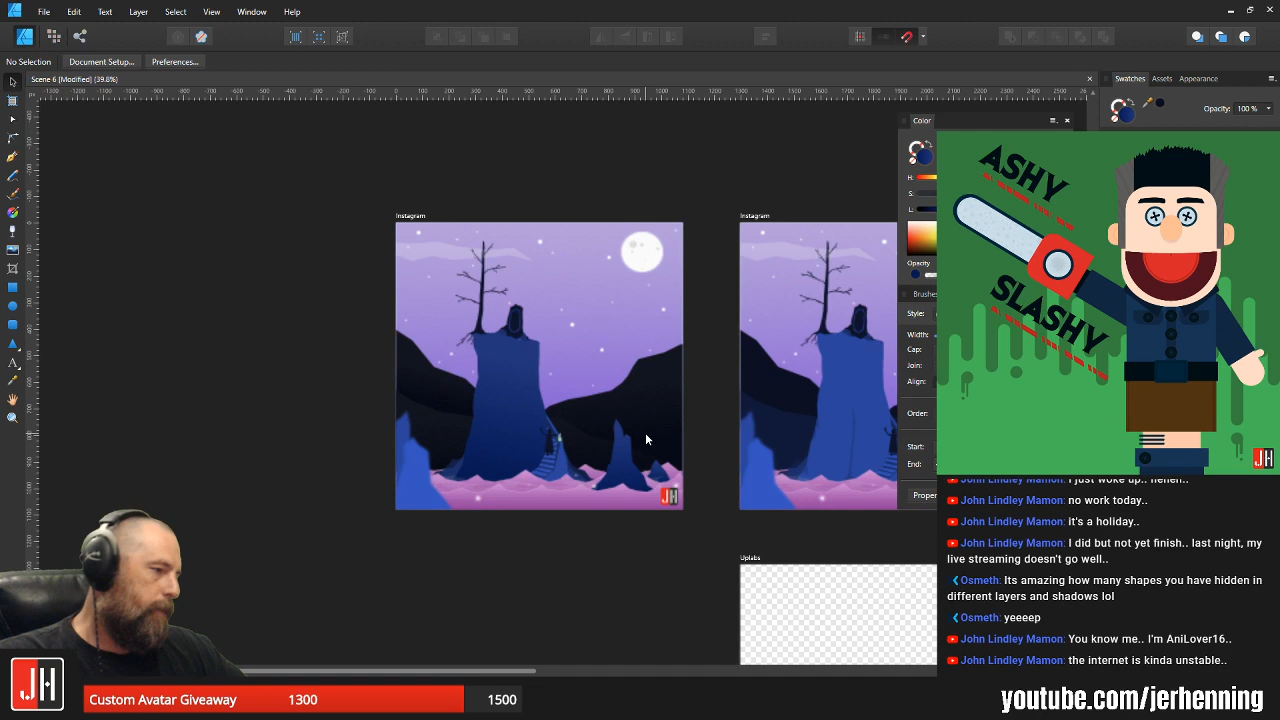 File Edit Text Layer Select View Window Help
No Selection Document Setup... Preferences...
Scene 6 [Modified] (39.8%)
Swatches Assets Appearance
Opacity: 100 %
Color
H:
S:
L:
Opacity
Brushes
Style:
Width:
Cap:
Join:
Align:
Order:
Start:
End:
Proper
Instagram
Instagram
Uplabs
JH
ASHY
SLASHY
JH
John Lindley Mamon: I just woke up.. heheh..
John Lindley Mamon: no work today..
John Lindley Mamon: it's a holiday..
John Lindley Mamon: I did but not yet finish.. last night, my
live streaming doesn't go well..
Osmeth: Its amazing how many shapes you have hidden in
different layers and shadows lol
Osmeth: yeeeep
John Lindley Mamon: You know me.. I'm AniLover16..
John Lindley Mamon: the internet is kinda unstable..
JH
Custom Avatar Giveaway 1300 1500
youtube.com/jerhenning